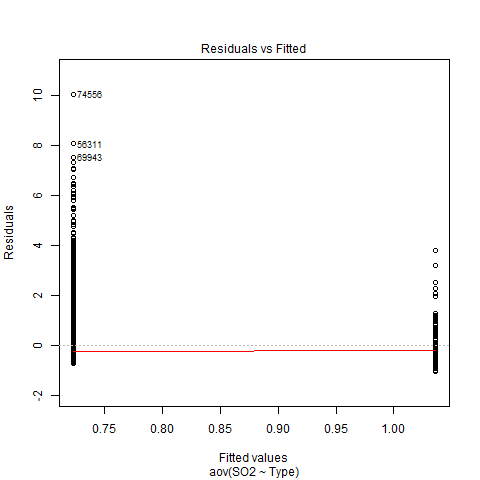 Residuals vs Fitted
Residuals
10
8
6
4
2
0
-2
74556
56311
69943
0.75 0.80 0.85 0.90 0.95 1.00
Fitted values
aov(SO2 ~ Type)